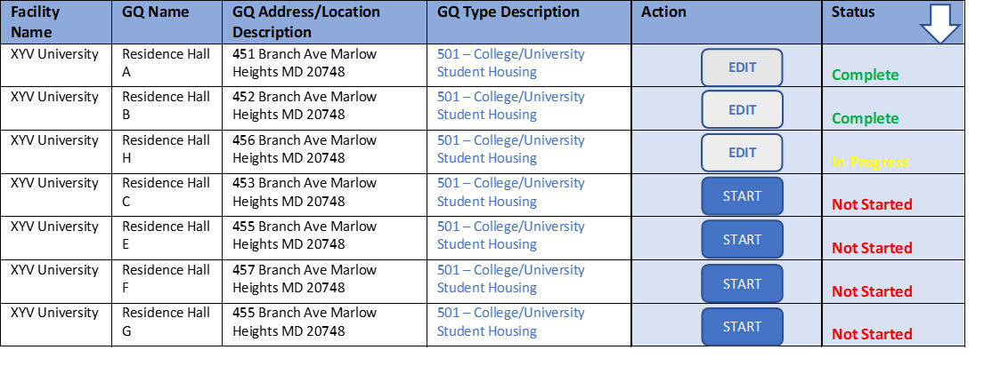 Facility Name GQ Name GQ Address/Location Description GQ Type Description Action Status
XYV University Residence Hall A 451 Branch Ave Marlow Heights MD 20748 501 – College/University Student Housing EDIT Complete
XYV University Residence Hall B 452 Branch Ave Marlow Heights MD 20748 501 – College/University Student Housing EDIT Complete
XYV University Residence Hall H 456 Branch Ave Marlow Heights MD 20748 501 – College/University Student Housing EDIT In Progress
XYV University Residence Hall C 453 Branch Ave Marlow Heights MD 20748 501 – College/University Student Housing START Not Started
XYV University Residence Hall E 455 Branch Ave Marlow Heights MD 20748 501 – College/University Student Housing START Not Started
XYV University Residence Hall F 457 Branch Ave Marlow Heights MD 20748 501 – College/University Student Housing START Not Started
XYV University Residence Hall G 455 Branch Ave Marlow Heights MD 20748 501 – College/University Student Housing START Not Started